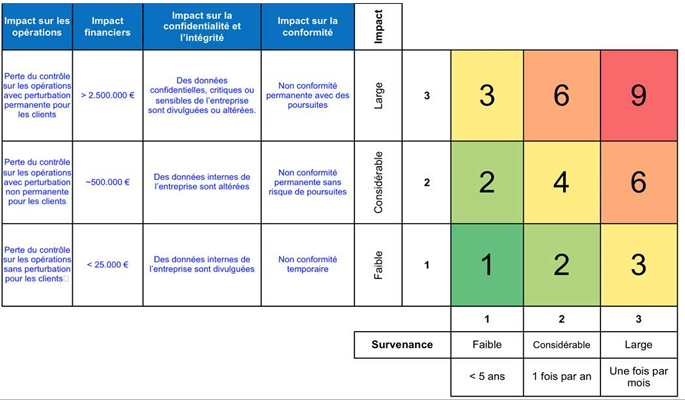 Impact sur les
opérations
Impact
financiers
Impact sur la
confidentialité et
l'intégrité
Impact sur la
conformité
Impact
Perte du contrôle
sur les opérations
avec perturbation
permanente pour
les clients
> 2.500.000 €
Des données
confidentielles, critiques ou
sensibles de l'entreprise
sont divulguées ou altérées.
Non conformité
permanente avec des
poursuites
Large
3
3
6
9
Perte du contrôle
sur les opérations
avec perturbation
non permanente
pour les clients
~500.000 €
Des données internes de
l'entreprise sont altérées
Non conformité
permanente sans
risque de poursuites
Considérable
2
2
4
6
Perte du contrôle
sur les opérations
sans perturbation
pour les clients
< 25.000 €
Des données internes de
l'entreprise sont divulguées
Non conformité
temporaire
Faible
1
1
2
3
1
2
3
Survenance
Faible
Considérable
Large
< 5 ans
1 fois par an
Une fois par
mois